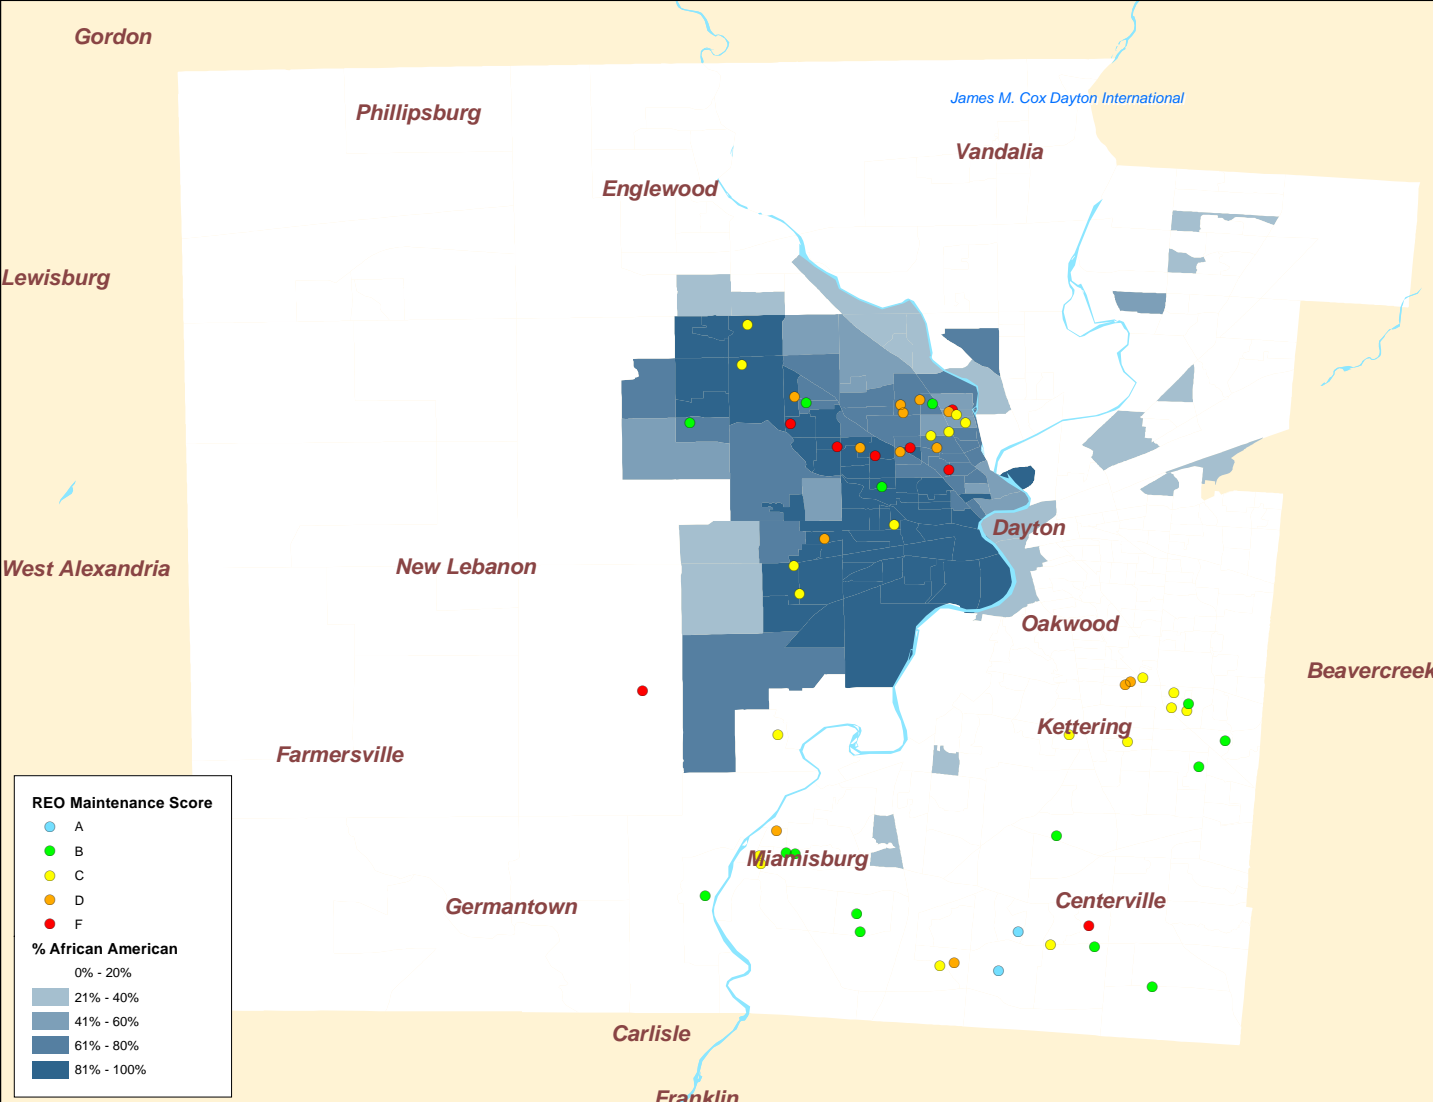 Gordon
Phillipsburg
James M. Cox Dayton International
Vandalia
Englewood
Lewisburg
Dayton
West Alexandria
New Lebanon
Oakwood
Beavercreek
Kettering
Farmersville
Miamisburg
Centerville
Germantown
Carlisle
Franklin
REO Maintenance Score
A
B
C
D
F
% African American
0% - 20%
21% - 40%
41% - 60%
61% - 80%
81% - 100%